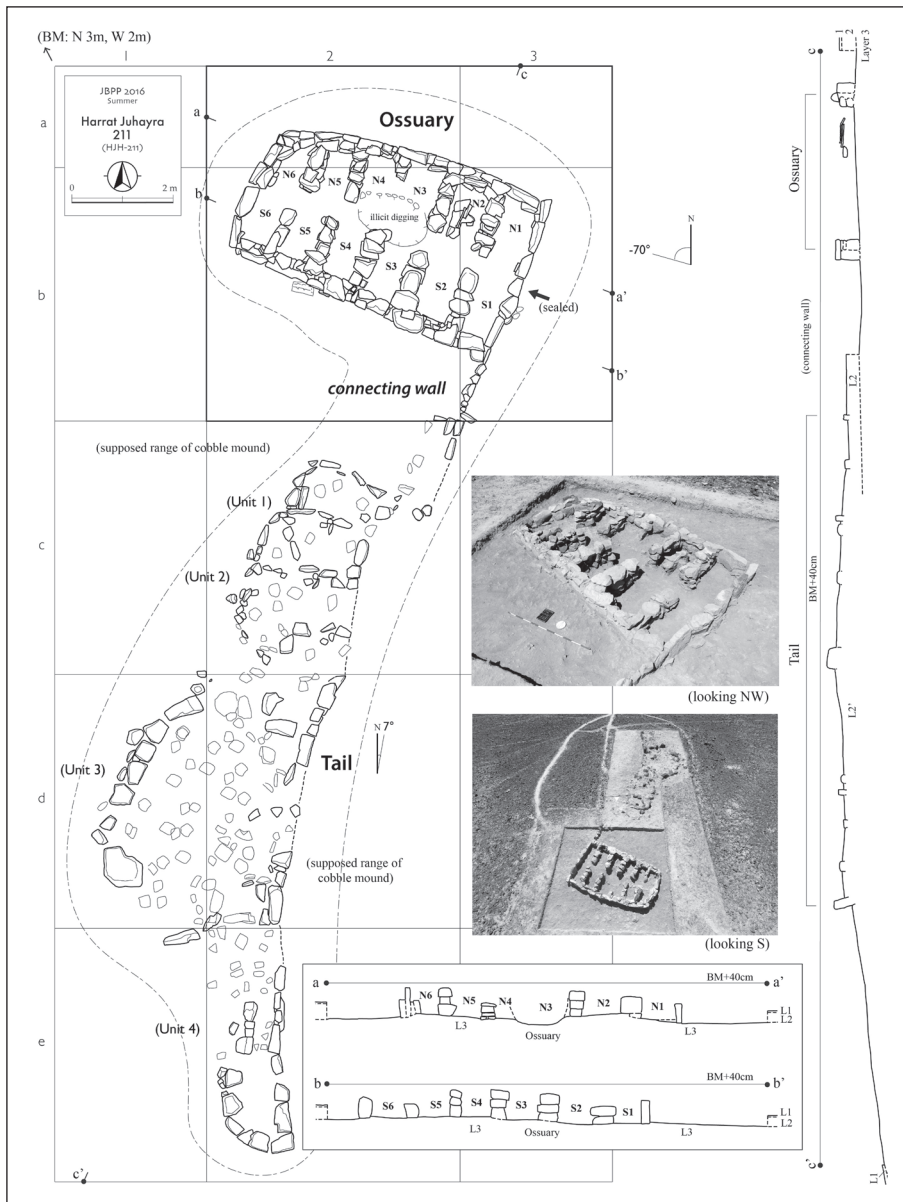 (BM: N 3m, W 2m)
1
2
3
JBPP 2016
Summer
Harrat Juhayra
211
(HJH-211)
0
2 m
a
b
c
d
e
c
a
b
Ossuary
N6
N5
N4
N3
N2
N1
illicit digging
S6
S5
S4
S3
S2
S1
(sealed)
a'
b'
N
-70°
connecting wall
(supposed range of cobble mound)
(Unit 1)
(Unit 2)
(Unit 3)
(Unit 4)
Tail
N 7°
(supposed range of
cobble mound)
c'
(looking NW)
(looking S)
a
BM+40cm
a'
N6
N5
N4
N3
N2
N1
L1
L2
L3
L3
Ossuary
b
BM+40cm
b'
S6
S5
S4
S3
S2
S1
L1
L2
L3
L3
Ossuary
c
1
2
Layer 3
Ossuary
(connecting wall)
L2
BM+40cm
Tail
L2'
c'
L1